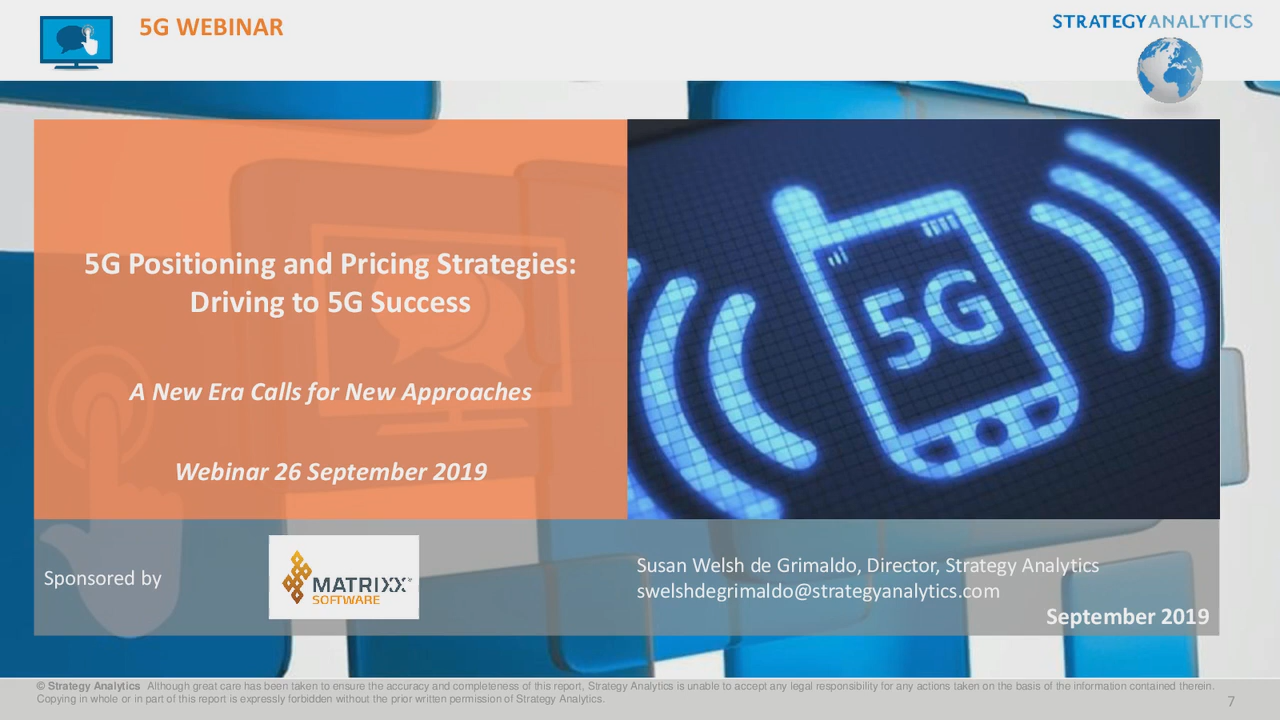 5G WEBINAR
STRATEGYANALYTICS
5G Positioning and Pricing Strategies:
Driving to 5G Success
A New Era Calls for New Approaches
Webinar 26 September 2019
5G
Sponsored by
MATRIXX
SOFTWARE
Susan Welsh de Grimaldo, Director, Strategy Analytics
swelshdegrimaldo@strategyanalytics.com
September 2019
© Strategy Analytics Although great care has been taken to ensure the accuracy and completeness of this report, Strategy Analytics is unable to accept any legal responsibility for any actions taken on the basis of the information contained therein.
Copying in whole or in part of this report is expressly forbidden without the prior written permission of Strategy Analytics.
7